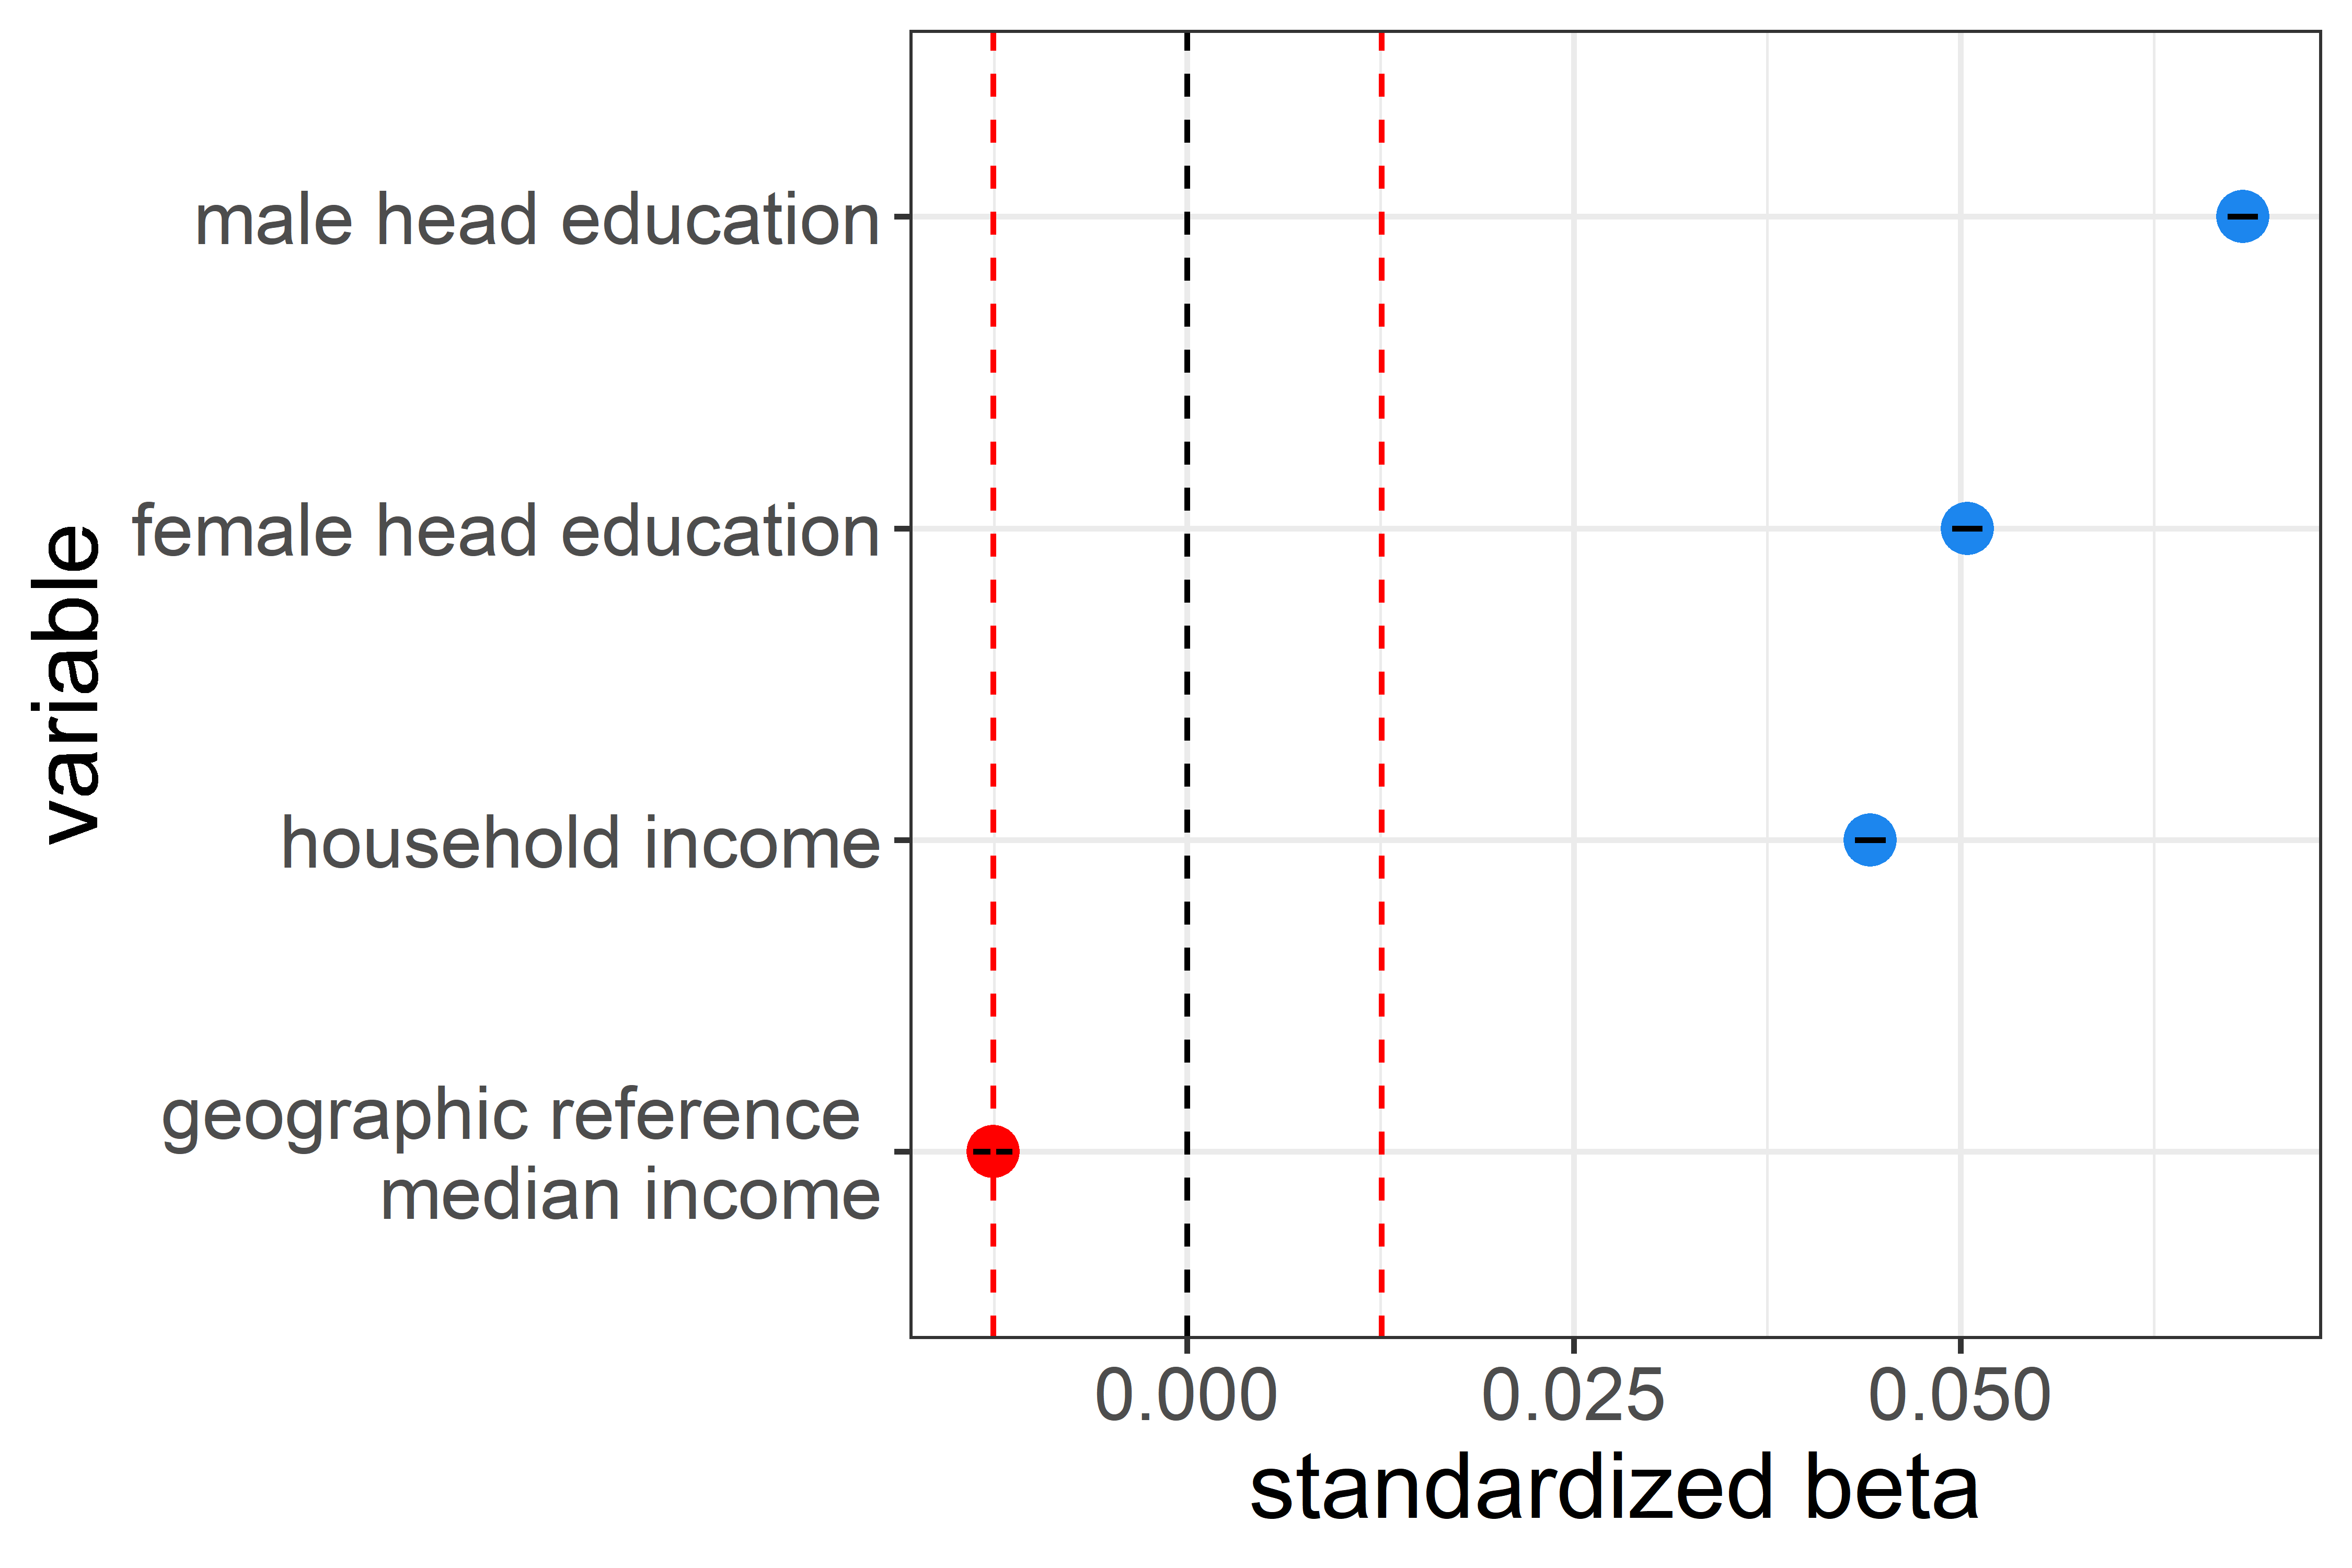 variable
male head education
female head education
household income
geographic reference
median income
0.000
0.025
0.050
standardized beta